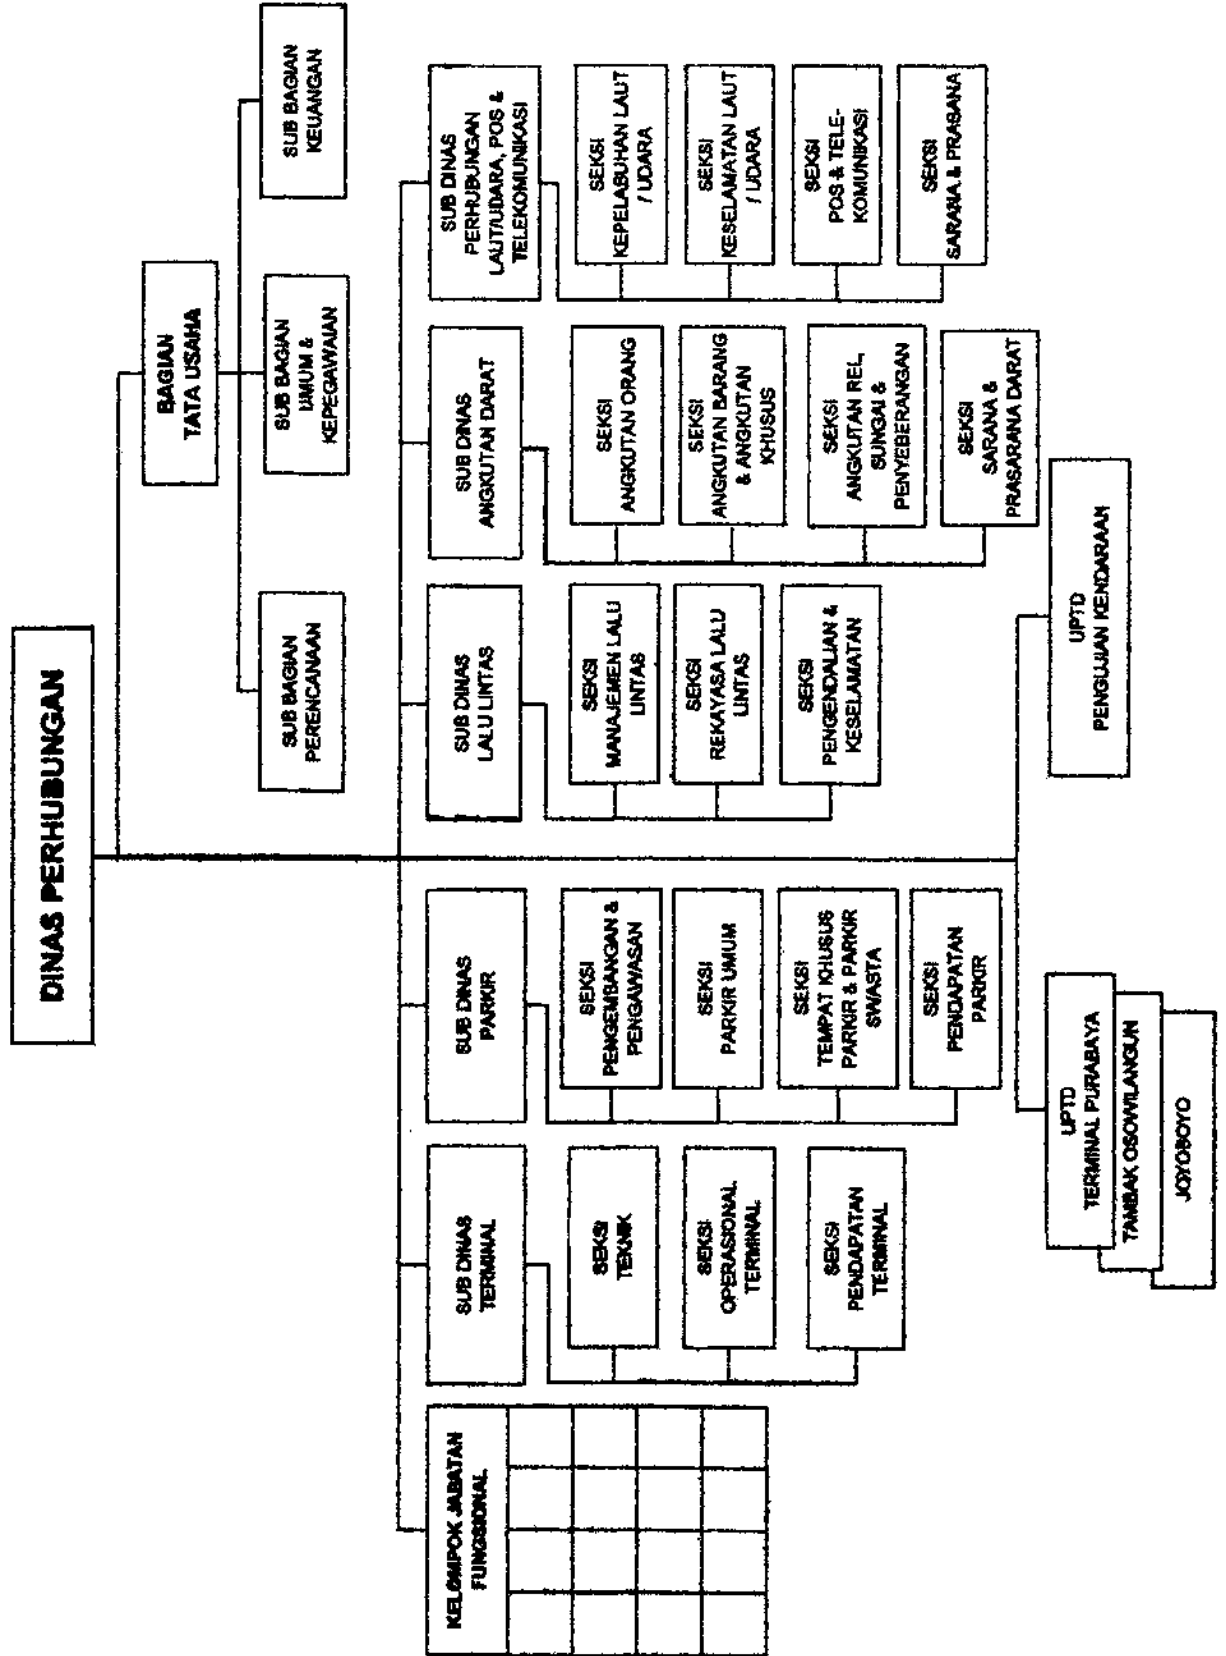 DINAS PERHUBUNGAN
BAGIAN
TATA USAHA
SUB BAGIAN
PERENCANAAN
SUB BAGIAN
UMUM &
KEPEGAWAIAN
SUB BAGIAN
KEUANGAN
KELOMPOK JABATAN
FUNGSIONAL
SUB DINAS
TERMINAL
SEKSI
TEKNIK
SEKSI
OPERASIONAL
TERMINAL
SEKSI
PENDAPATAN
TERMINAL
SUB DINAS
PARKIR
SEKSI
PENGEMBANGAN &
PENGAWASAN
SEKSI
PARKIR UMUM
SEKSI
TEMPAT KHUSUS
PARKIR & PARKIR
SWASTA
SEKSI
PENDAPATAN
PARKIR
SUB DINAS
LALU LINTAS
SEKSI
MANAJEMEN LALU
LINTAS
SEKSI
REKAYASA LALU
LINTAS
SEKSI
PENGENDALIAN &
KESELAMATAN
SUB DINAS
ANGKUTAN DARAT
SEKSI
ANGKUTAN ORANG
SEKSI
ANGKUTAN BARANG
& ANGKUTAN
KHUSUS
SEKSI
ANGKUTAN REL,
SUNGAI &
PENYEBERANGAN
SEKSI
SARANA &
PRASARANA DARAT
SUB DINAS
PERHUBUNGAN
LAUT/UDARA, POS &
TELEKOMUNIKASI
SEKSI
KEPELABUHAN LAUT
/ UDARA
SEKSI
KESELAMATAN LAUT
/ UDARA
SEKSI
POS & TELE-
KOMUNIKASI
SEKSI
SARANA & PRASANA
UPTD
TERMINAL PURABAYA
TAMBAK OSOWILANGUN
JOYOBOYO
UPTD
PENGUJIAN KENDARAAN